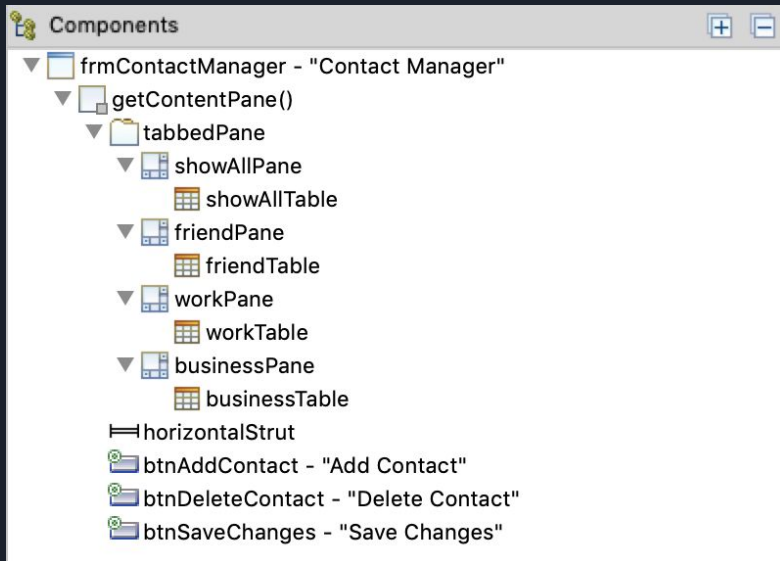 Components
frmContactManager - "Contact Manager"
getContentPane()
tabbedPane
showAllPane
showAllTable
friendPane
friendTable
workPane
workTable
businessPane
businessTable
horizontalStrut
btnAddContact - "Add Contact"
btnDeleteContact - "Delete Contact"
btnSaveChanges - "Save Changes"